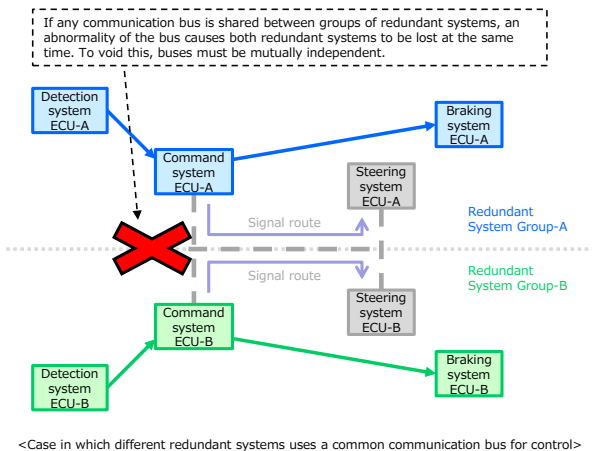 If any communication bus is shared between groups of redundant systems, an
abnormality of the bus causes both redundant systems to be lost at the same
time. To void this, buses must be mutually independent.
Detection
system
ECU-A
Braking
system
ECU-A
Command
system
ECU-A
Steering
system
ECU-A
Signal route
Redundant
System Group-A
Signal route
Redundant
System Group-B
Command
system
ECU-B
Steering
system
ECU-B
Detection
system
ECU-B
Braking
system
ECU-B
<Case in which different redundant systems uses a common communication bus for control>